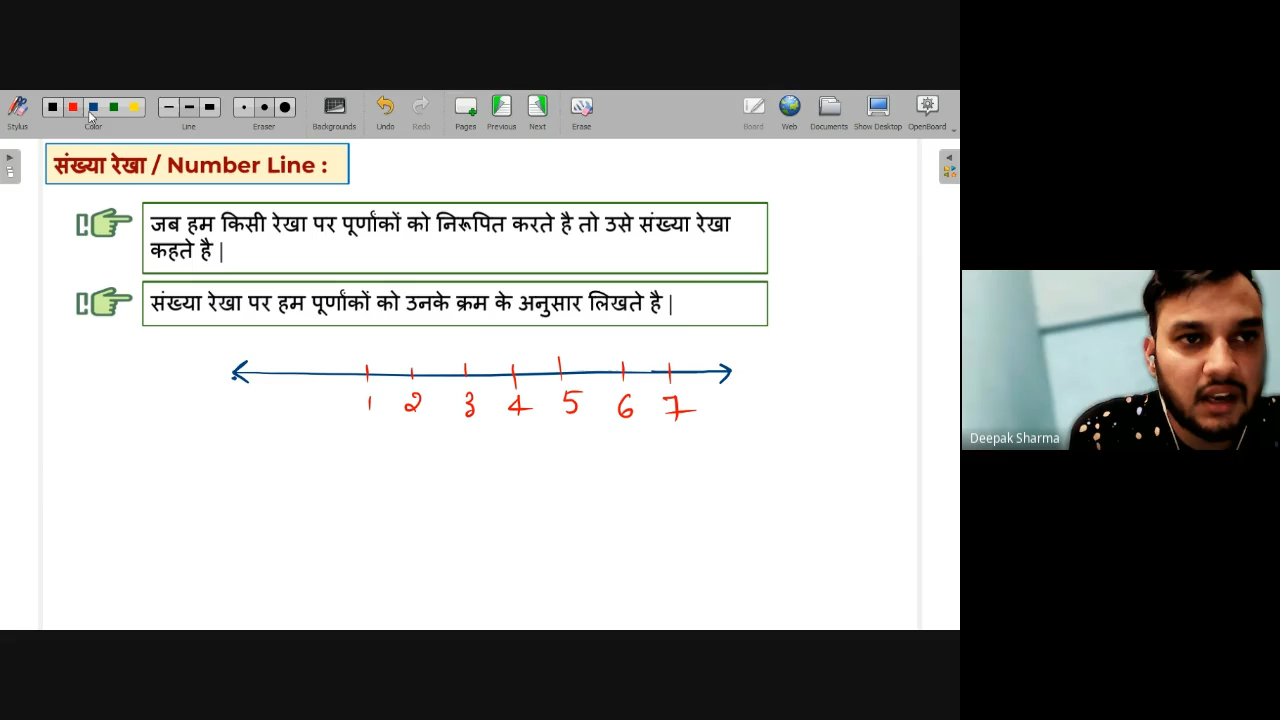 Stylus Color Line Eraser Backgrounds Undo Redo Pages Previous Next Erase Board Web Documents Show Desktop OpenBoard
संख्या रेखा / Number Line :
जब हम किसी रेखा पर पूर्णांकों को निरूपित करते है तो उसे संख्या रेखा
कहते है |
संख्या रेखा पर हम पूर्णांकों को उनके क्रम के अनुसार लिखते है |
1 2 3 4 5 6 7
Deepak Sharma